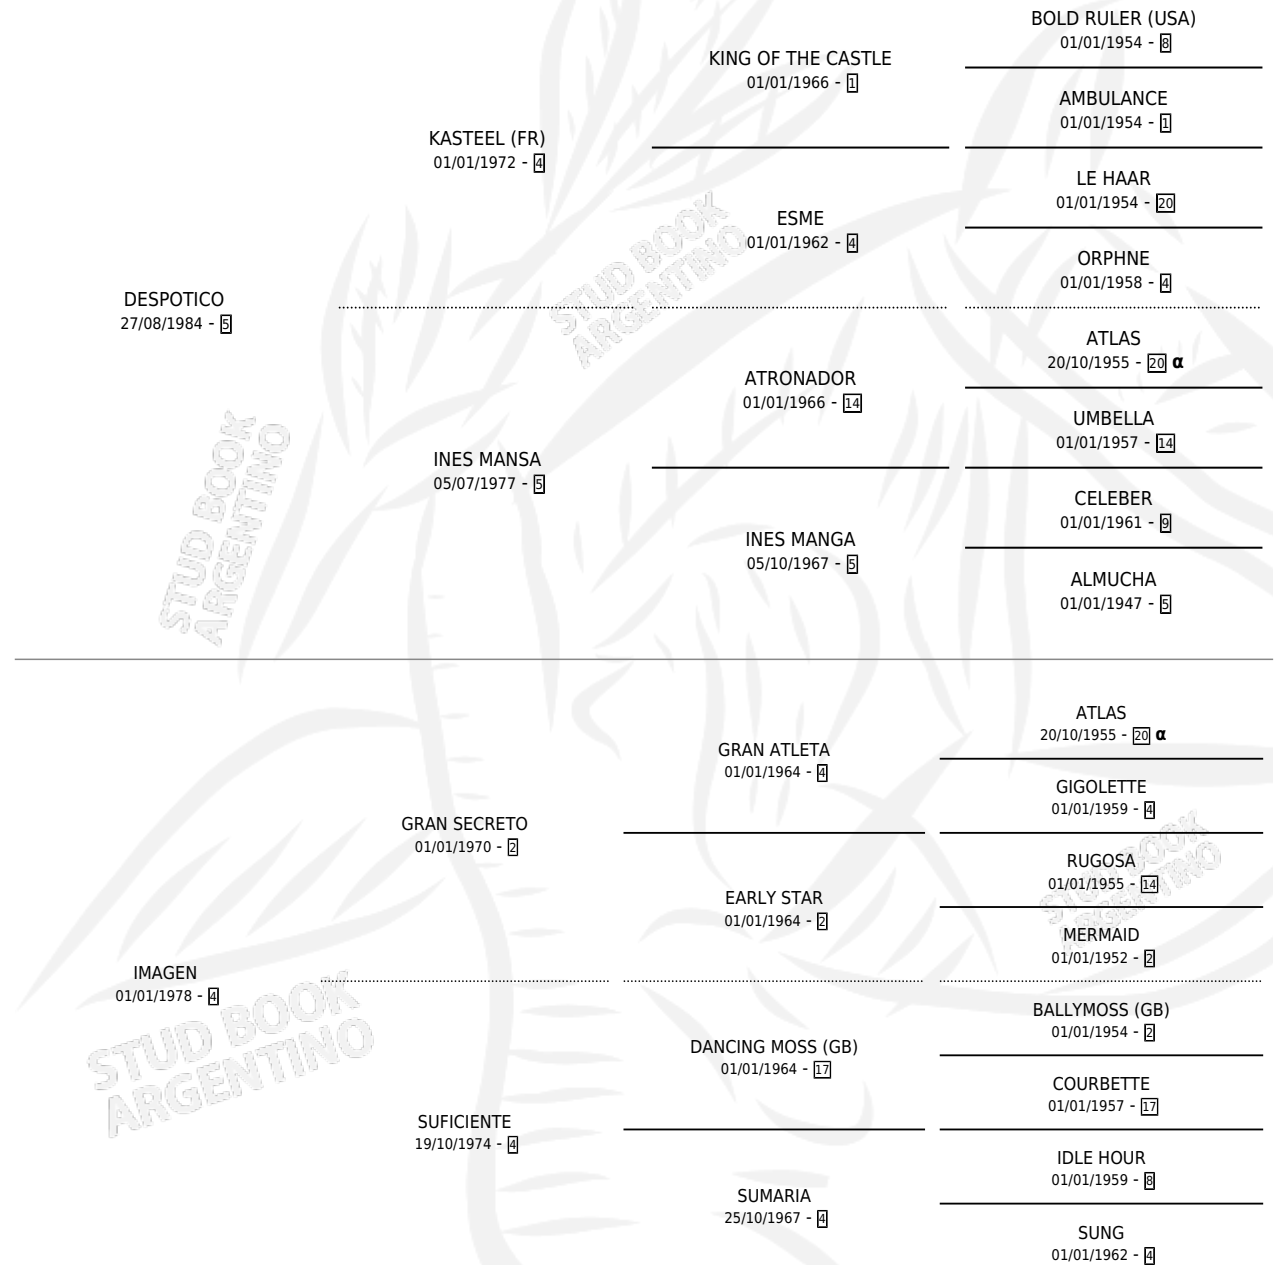 BOLD RULER (USA)
01/01/1954 - 8
KING OF THE CASTLE
01/01/1966 - 1
AMBULANCE
01/01/1954 - 1
KASTEEL (FR)
01/01/1972 - 4
LE HAAR
01/01/1954 - 20
ESME
01/01/1962 - 4
ORPHNE
01/01/1958 - 4
DESPOTICO
27/08/1984 - 5
STUD BOOK
ARGENTINO
ATLAS
20/10/1955 - 20 α
ATRONADOR
01/01/1966 - 14
UMBELLA
01/01/1957 - 14
INES MANSA
05/07/1977 - 5
CELEBER
01/01/1961 - 9
INES MANGA
05/10/1967 - 5
ALMUCHA
01/01/1947 - 5
STUD BOOK
ARGENTINO
ATLAS
20/10/1955 - 20 α
GRAN ATLETA
01/01/1964 - 4
GIGOLETTE
01/01/1959 - 4
GRAN SECRETO
01/01/1970 - 2
RUGOSA
01/01/1955 - 14
EARLY STAR
01/01/1964 - 2
STUD BOOK
ARGENTINO
MERMAID
01/01/1952 - 2
IMAGEN
01/01/1978 - 4
BALLYMOSS (GB)
01/01/1954 - 2
DANCING MOSS (GB)
01/01/1964 - 17
COURBETTE
01/01/1957 - 17
STUD BOOK
ARGENTINO
SUFICIENTE
19/10/1974 - 4
IDLE HOUR
01/01/1959 - 8
SUMARIA
25/10/1967 - 4
SUNG
01/01/1962 - 4